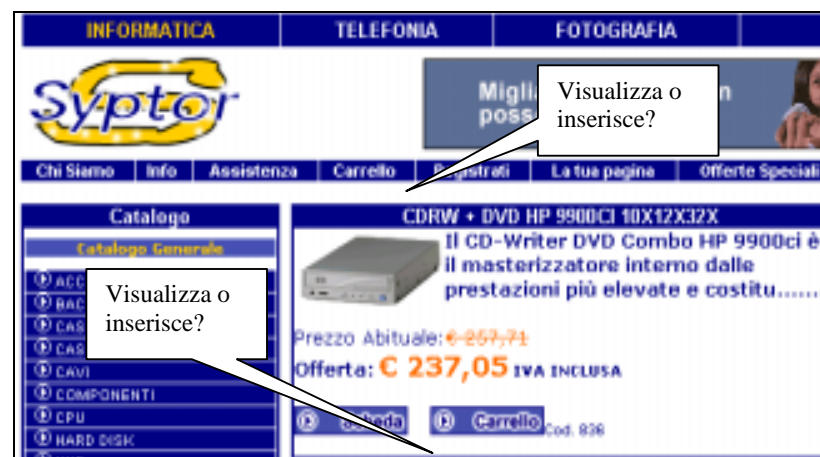 INFORMATICA TELEFONIA FOTOGRAFIA
Syptor
Visualizza o
inserisce?
Chi Siamo Info Assistenza Carrello Registrati La tua pagina Offerte Speciali
Catalogo
Catalogo Generale
CAVI
COMPONENTI
CPU
HARD DISK
Visualizza o
inserisce?
CDRW + DVD HP 9900CI 10X12X32X
Il CD-Writer DVD Combo HP 9900ci è
il masterizzatore interno dalle
prestazioni più elevate e costitu......
Prezzo Abituale: € 257,71
Offerta: € 237,05 IVA INCLUSA
Scheda Carrello Cod. 836